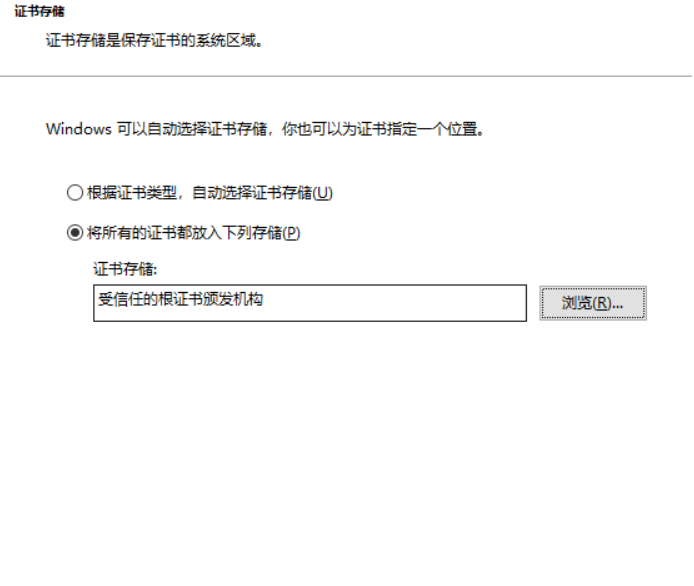 证书存储
证书存储是保存证书的系统区域。
Windows 可以自动选择证书存储，你也可以为证书指定一个位置。
根据证书类型，自动选择证书存储(U)
将所有的证书都放入下列存储(P)
证书存储:
受信任的根证书颁发机构
浏览(R)...